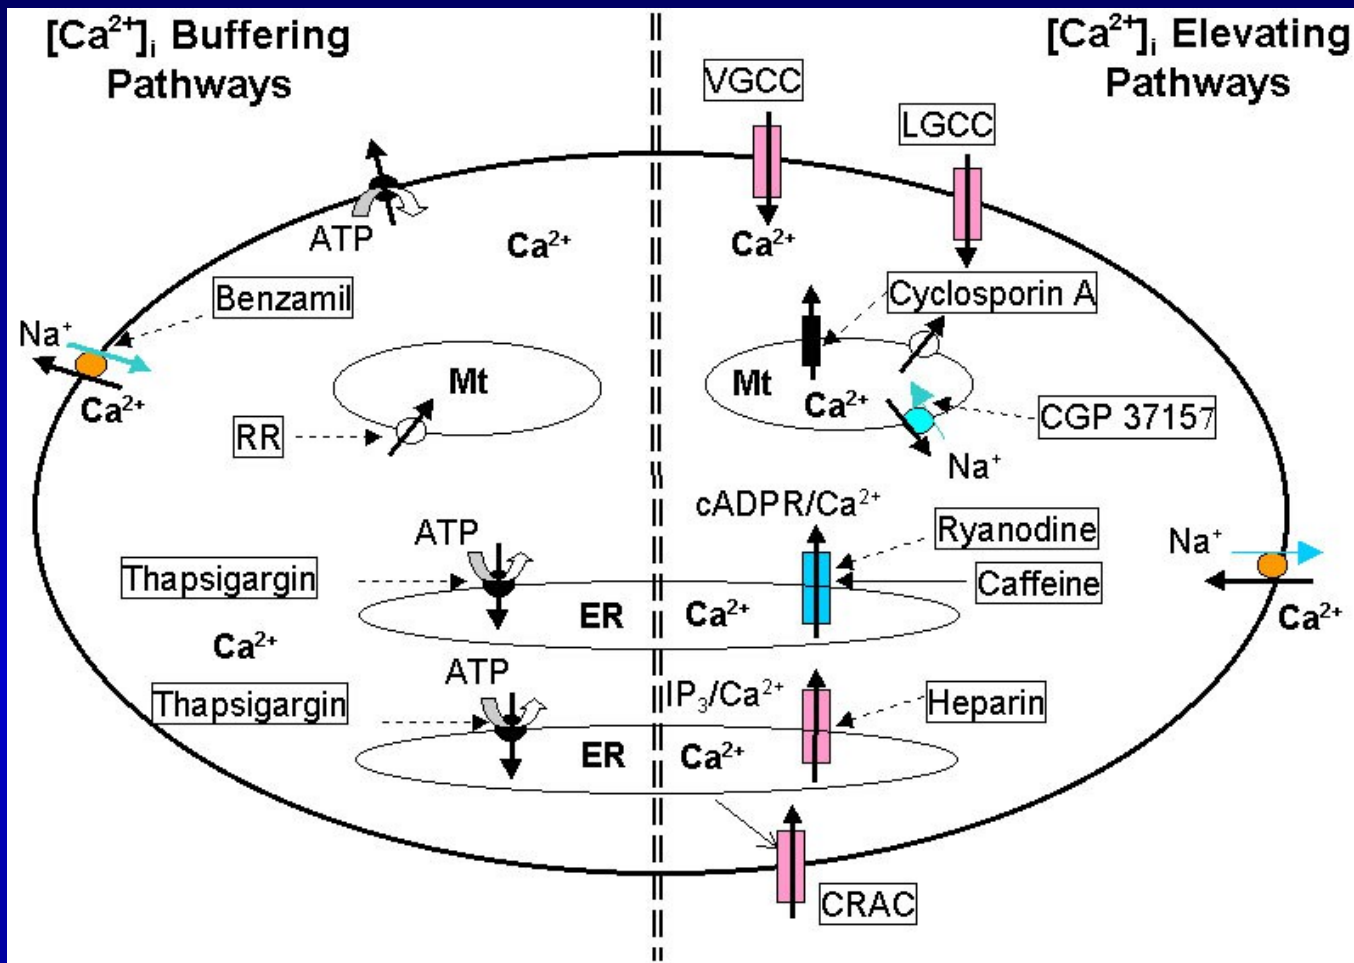 [Ca²⁺]ᵢ Buffering
Pathways
[Ca²⁺]ᵢ Elevating
Pathways
VGCC
LGCC
ATP
Ca²⁺
Ca²⁺
Benzamil
Cyclosporin A
Na⁺
Ca²⁺
Mt
RR
Mt
Ca²⁺
CGP 37157
Na⁺
cADPR/Ca²⁺
ATP
Ryanodine
Thapsigargin
Caffeine
Na⁺
Ca²⁺
ER
Ca²⁺
Ca²⁺
ATP
IP₃/Ca²⁺
Thapsigargin
Heparin
ER
Ca²⁺
CRAC